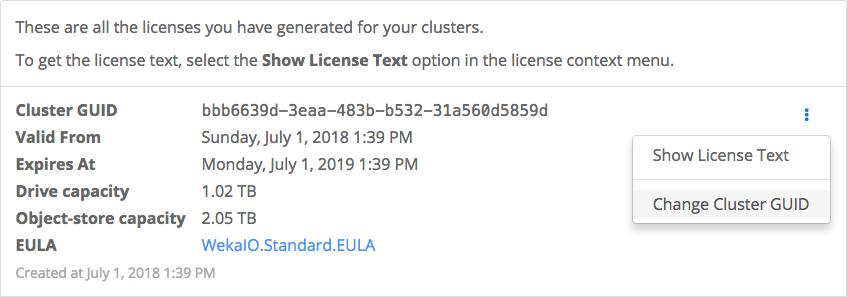 These are all the licenses you have generated for your clusters.
To get the license text, select the Show License Text option in the license context menu.
Cluster GUID bbb6639d–3eaa–483b–b532–31a560d5859d
Valid From Sunday, July 1, 2018 1:39 PM
Expires At Monday, July 1, 2019 1:39 PM
Show License Text
Drive capacity 1.02 TB
Change Cluster GUID
Object-store capacity 2.05 TB
EULA WekaIO.Standard.EULA
Created at July 1, 2018 1:39 PM